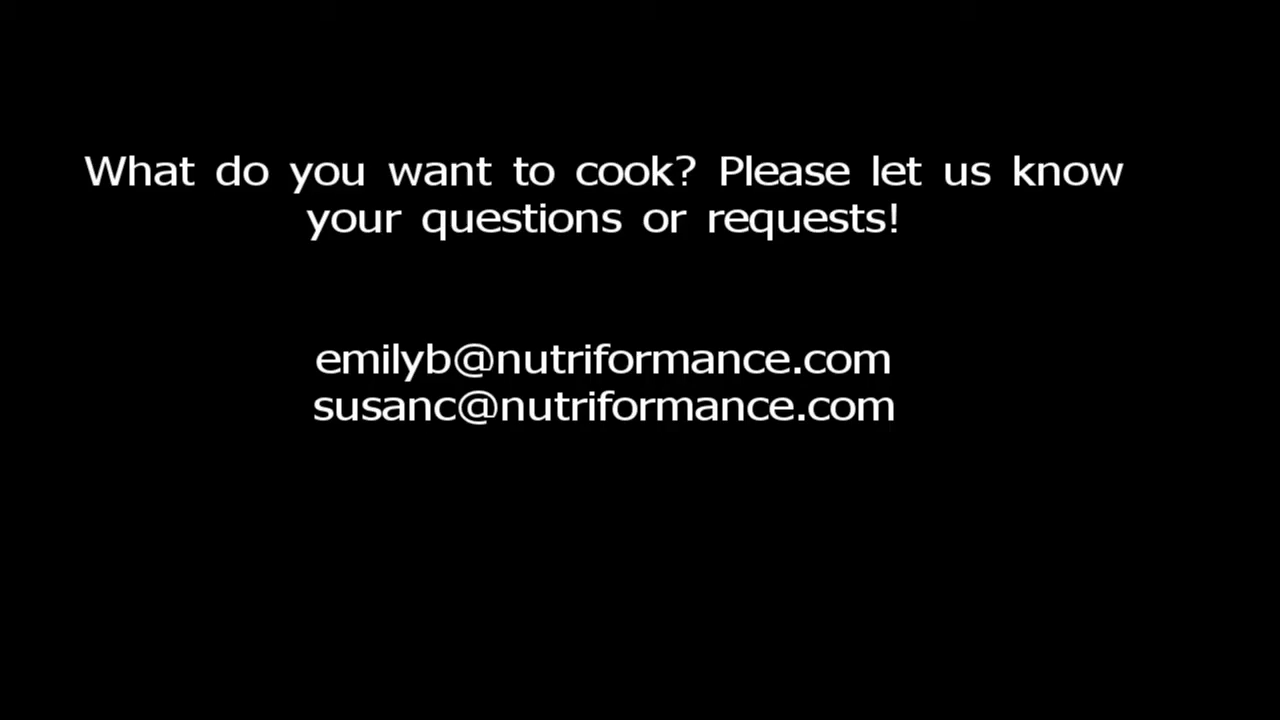 What do you want to cook? Please let us know
your questions or requests!
emilyb@nutriformance.com
susanc@nutriformance.com